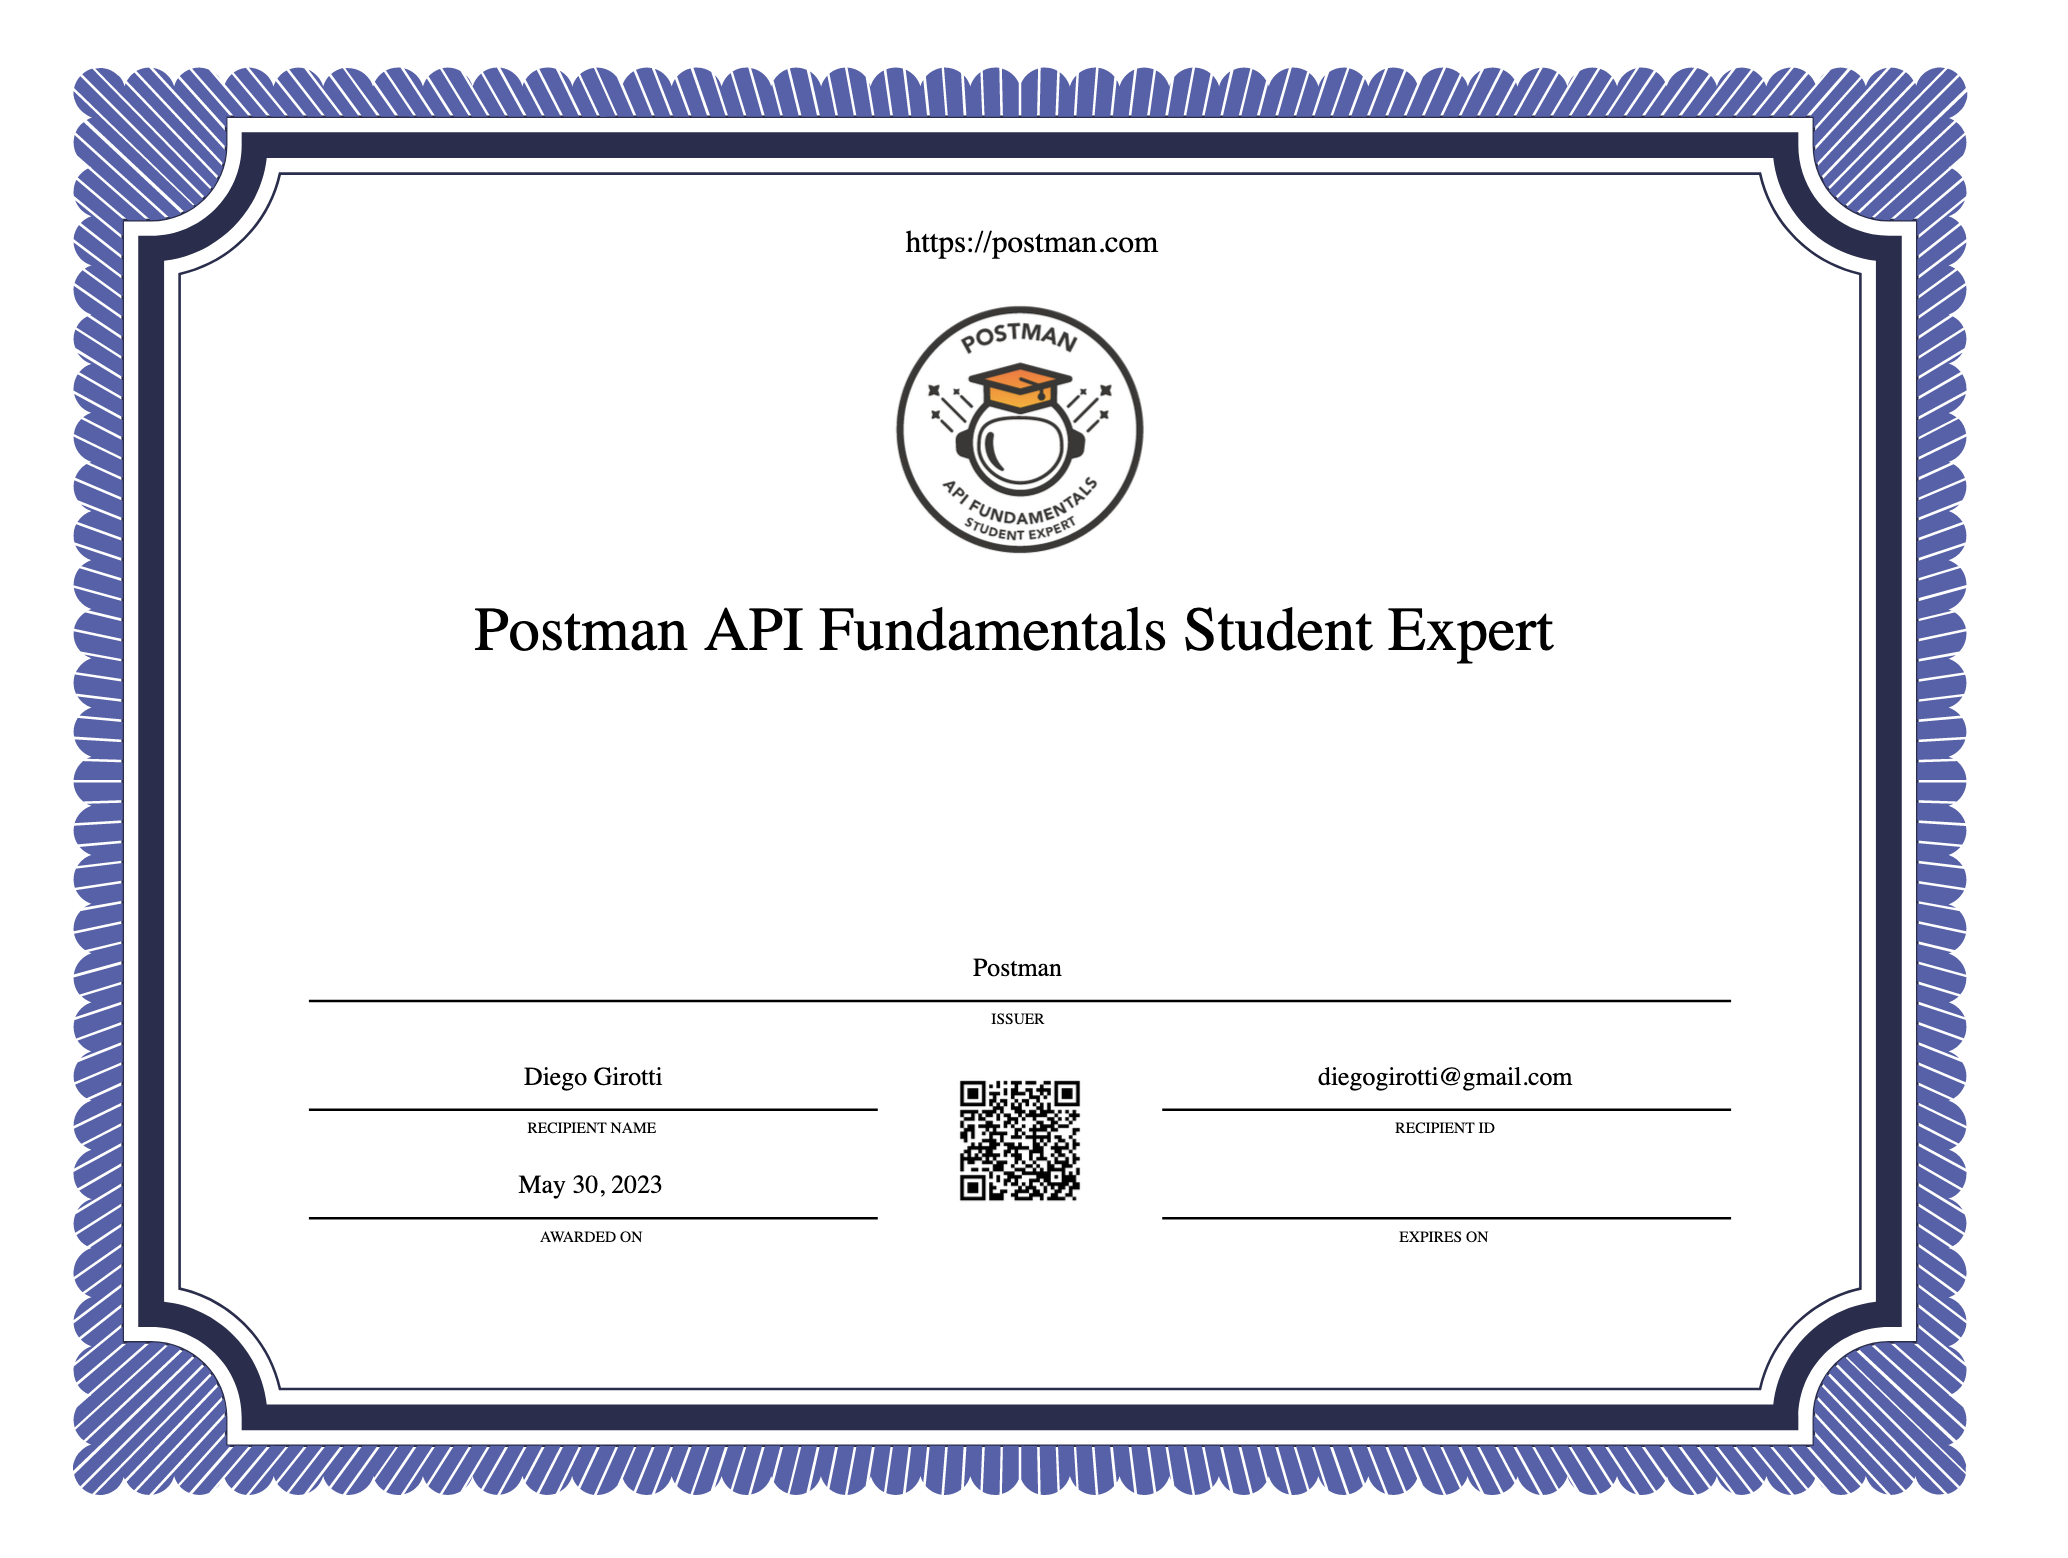 https://postman.com
POSTMAN
API FUNDAMENTALS
STUDENT EXPERT
Postman API Fundamentals Student Expert
Postman
ISSUER
Diego Girotti
diegogirotti@gmail.com
RECIPIENT NAME
RECIPIENT ID
May 30, 2023
AWARDED ON
EXPIRES ON